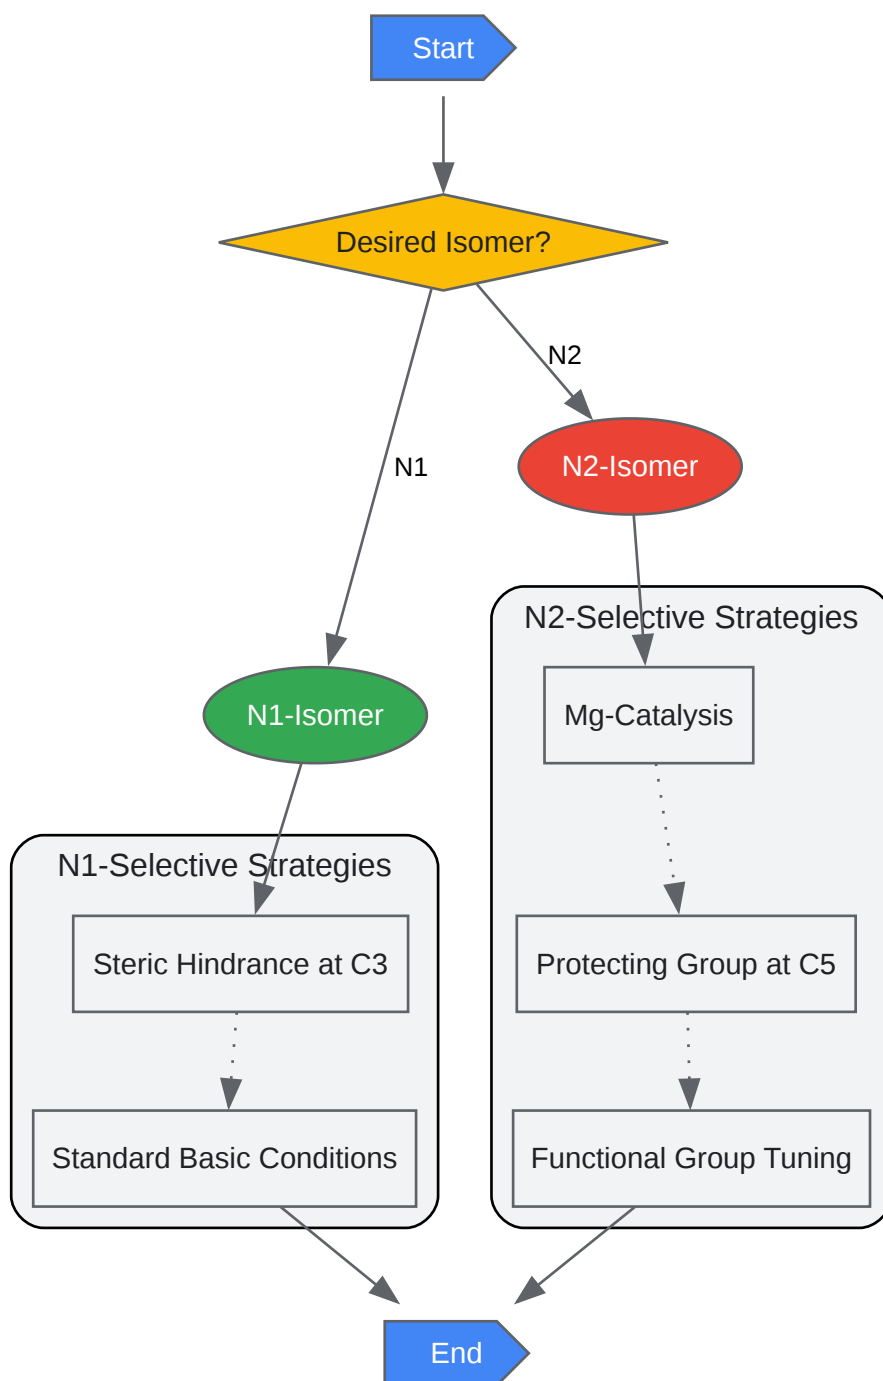 Start
Desired Isomer?
N2
N1
N2-Isomer
N2-Selective Strategies
N1-Isomer
Mg-Catalysis
N1-Selective Strategies
Steric Hindrance at C3
Protecting Group at C5
Standard Basic Conditions
Functional Group Tuning
End